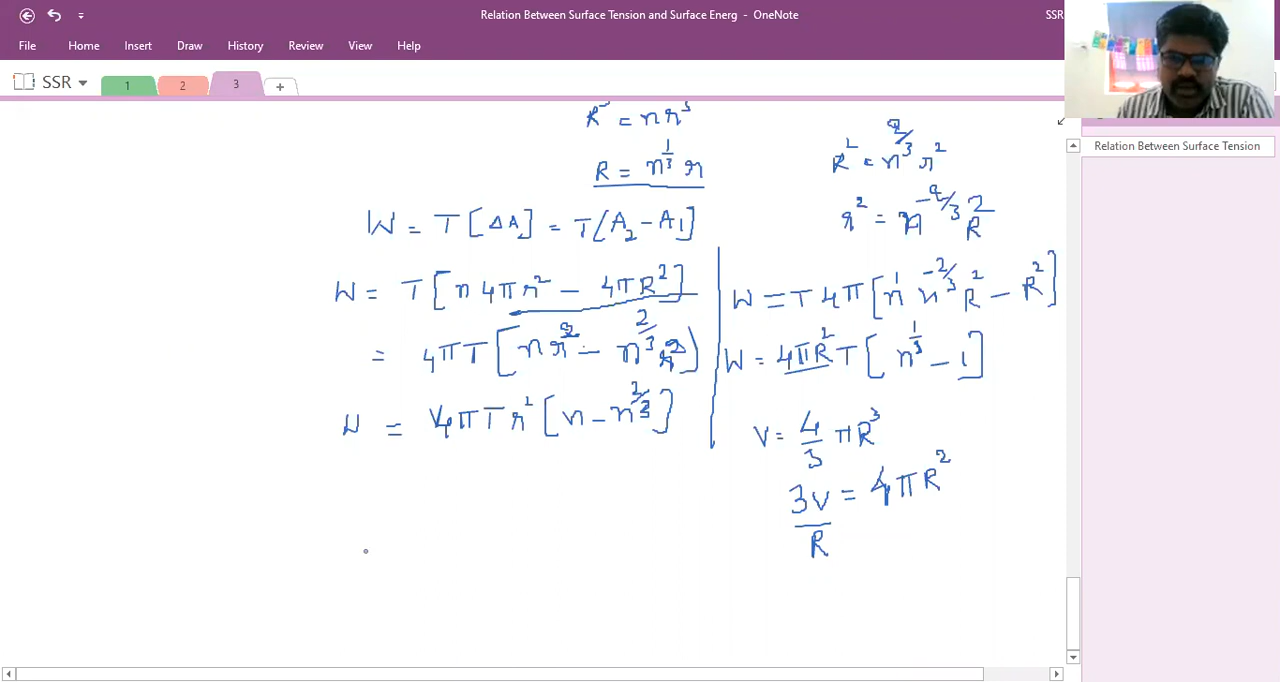 Relation Between Surface Tension and Surface Energ - OneNote
SSR
File Home Insert Draw History Review View Help
SSR 1 2 3 +
Relation Between Surface Tension
R³ = nr³
R = n^(1/3) r
W = T[ΔA] = T[A₂ - A₁]
W = T[n 4πr² - 4πR²]
= 4πT[nr² - n^(2/3) r²]
W = 4πTr²[n - n^(2/3)]
R² = n^(2/3) r²
r² = n^(-2/3) R²
W = T4π[n¹ n^(-2/3) R² - R²]
W = 4πR² T[n^(1/3) - 1]
V = 4/3 πR³
3V/R = 4πR²